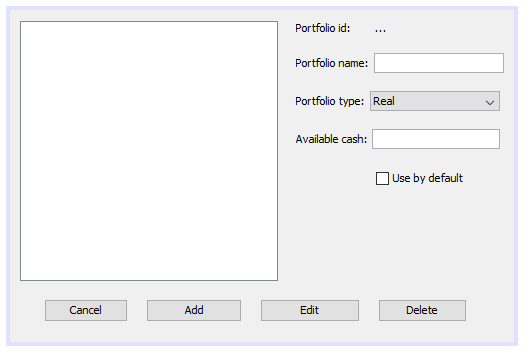 Portfolio id: ...
Portfolio name:
Portfolio type: Real
Available cash:
Use by default
Cancel Add Edit Delete